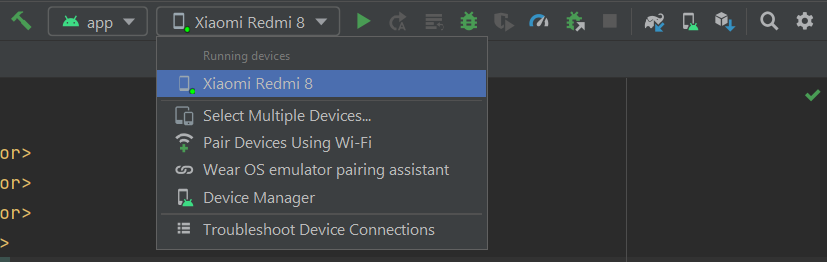 app
Xiaomi Redmi 8
Running devices
Xiaomi Redmi 8
Select Multiple Devices...
Pair Devices Using Wi-Fi
Wear OS emulator pairing assistant
Device Manager
Troubleshoot Device Connections
or>
or>
or>
>